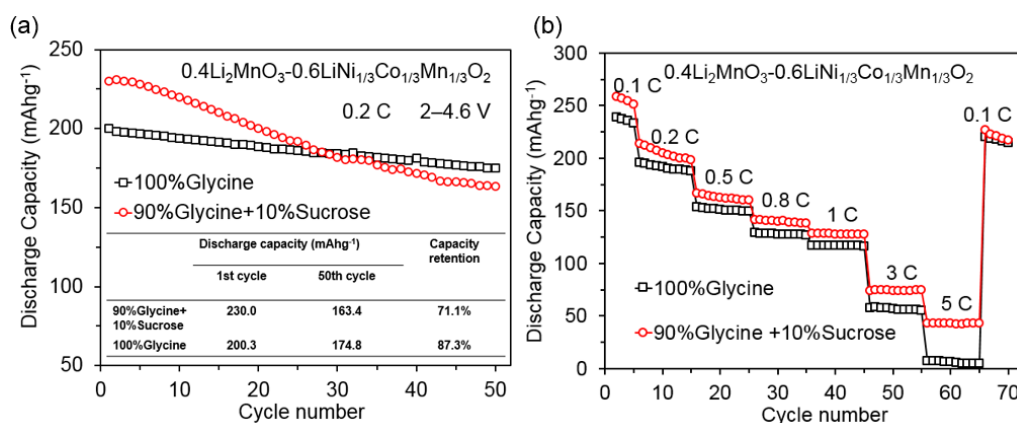 (a)
250
200
150
100
50
Discharge Capacity (mAhg⁻¹)
0.4Li₂MnO₃-0.6LiNi₁/₃Co₁/₃Mn₁/₃O₂
0.2 C 2–4.6 V
100%Glycine
90%Glycine+10%Sucrose
Discharge capacity (mAhg⁻¹) Capacity retention
1st cycle 50th cycle
90%Glycine+ 230.0 163.4 71.1%
10%Sucrose
100%Glycine 200.3 174.8 87.3%
0 10 20 30 40 50
Cycle number
(b)
300
250
200
150
100
50
0
Discharge Capacity (mAhg⁻¹)
0.4Li₂MnO₃-0.6LiNi₁/₃Co₁/₃Mn₁/₃O₂
0.1 C
0.2 C
0.5 C
0.8 C
1 C
3 C
5 C
0.1 C
100%Glycine
90%Glycine +10%Sucrose
0 10 20 30 40 50 60 70
Cycle number